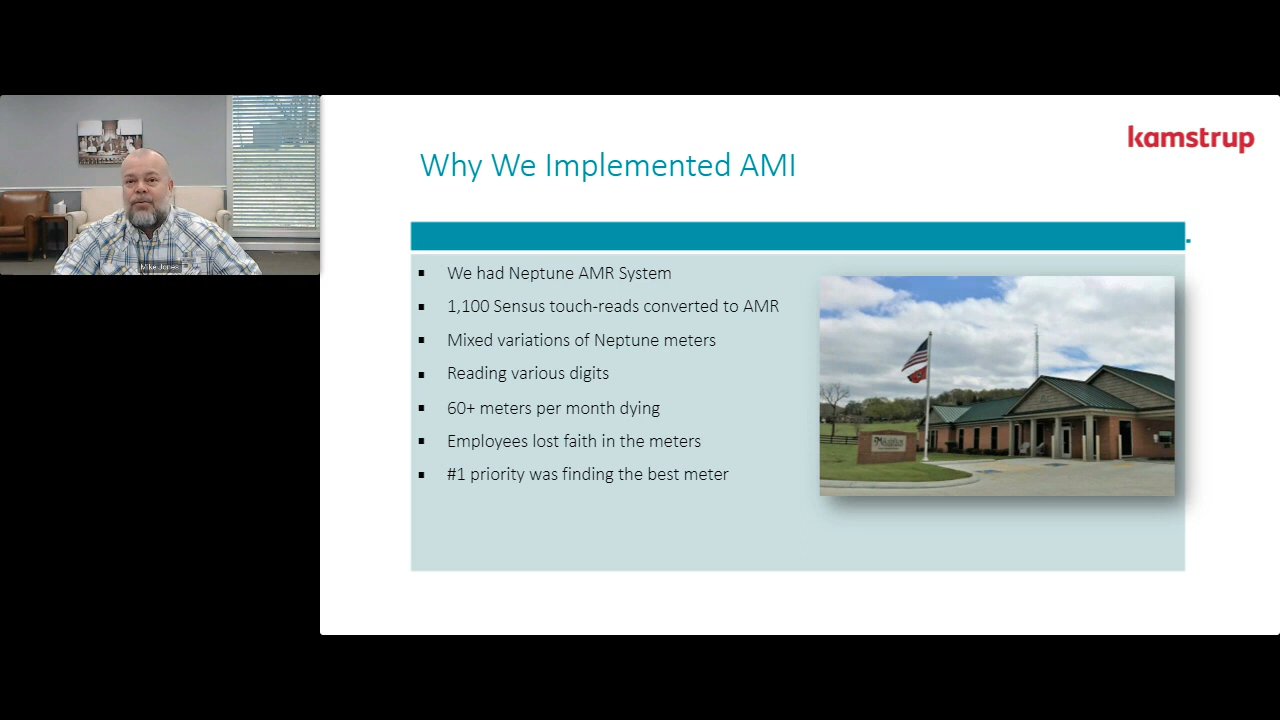 kamstrup
Why We Implemented AMI
▪ We had Neptune AMR System
▪ 1,100 Sensus touch-reads converted to AMR
▪ Mixed variations of Neptune meters
▪ Reading various digits
▪ 60+ meters per month dying
▪ Employees lost faith in the meters
▪ #1 priority was finding the best meter
Mike Jones